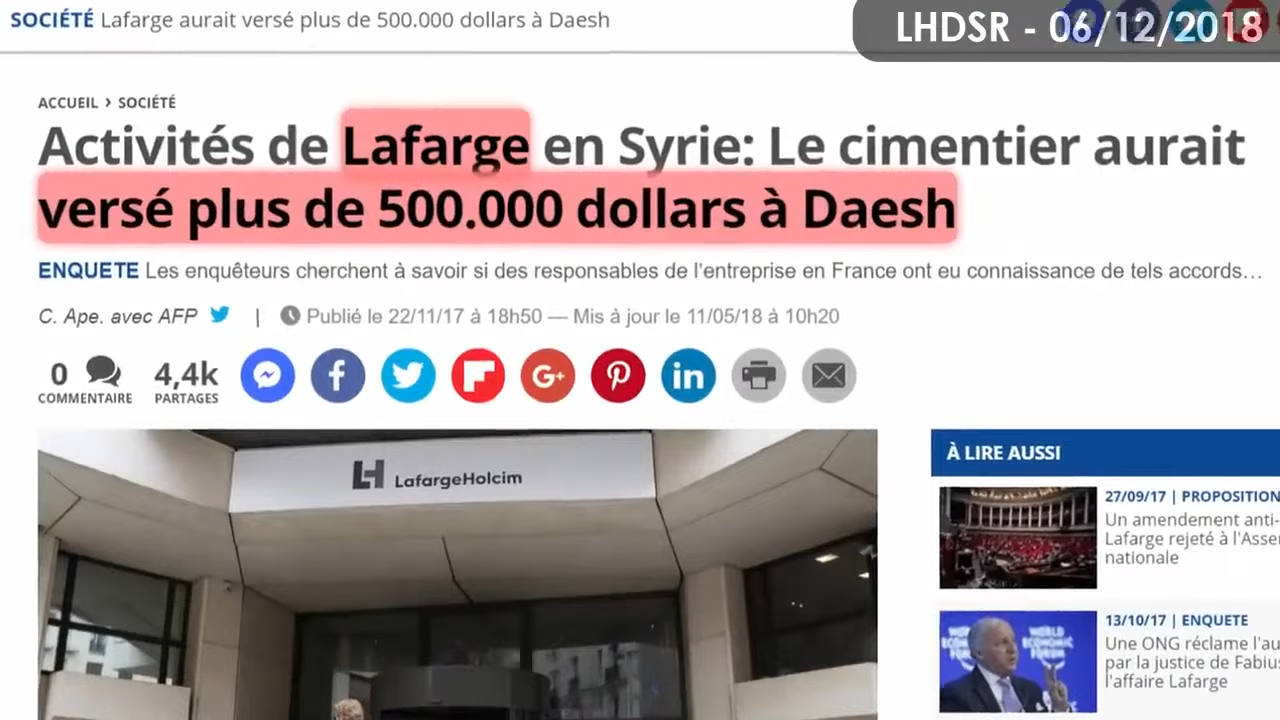 SOCIÉTÉ Lafarge aurait versé plus de 500.000 dollars à Daesh
LHDSR - 06/12/2018
ACCUEIL › SOCIÉTÉ
Activités de Lafarge en Syrie: Le cimentier aurait
versé plus de 500.000 dollars à Daesh
ENQUETE Les enquêteurs cherchent à savoir si des responsables de l'entreprise en France ont eu connaissance de tels accords…
C. Ape. avec AFP | Publié le 22/11/17 à 18h50 — Mis à jour le 11/05/18 à 10h20
0 4,4k
COMMENTAIRE PARTAGES
LH LafargeHolcim
À LIRE AUSSI
27/09/17 | PROPOSITION
Un amendement anti-
Lafarge rejeté à l'Asse
nationale
13/10/17 | ENQUETE
Une ONG réclame l'au
par la justice de Fabius
l'affaire Lafarge
WORLD
ECONOMIC
FORUM